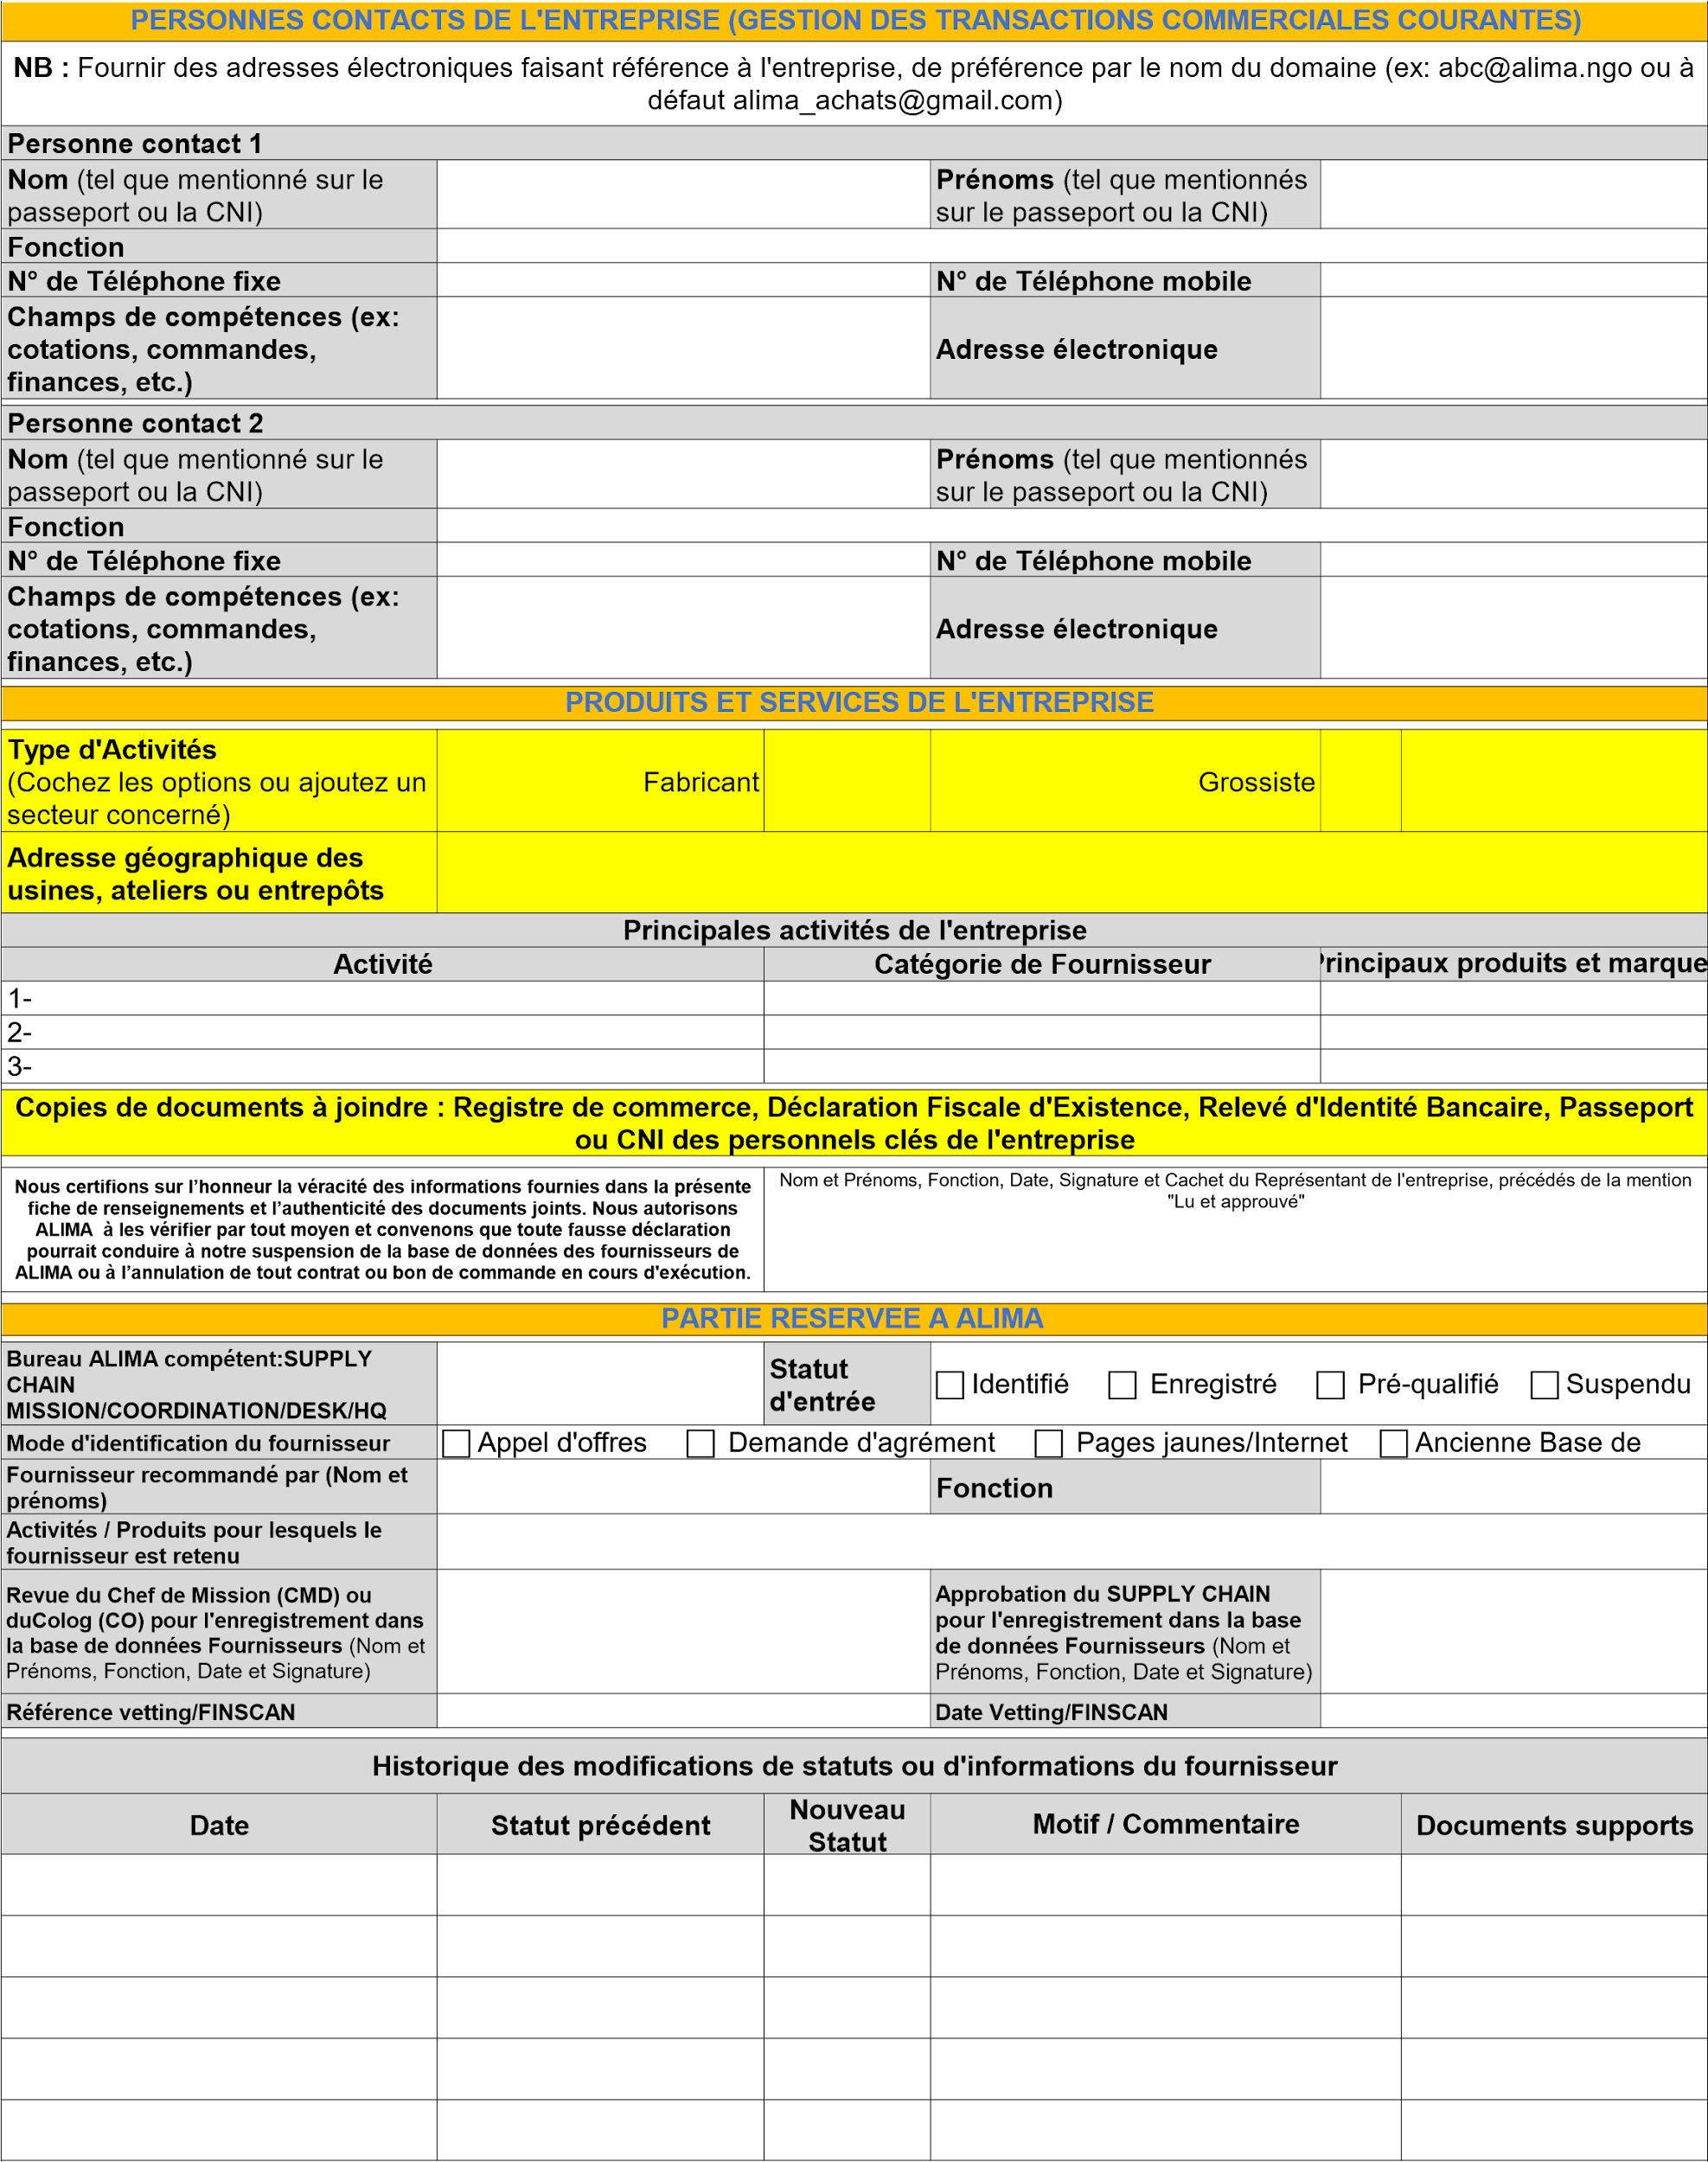 PERSONNES CONTACTS DE L'ENTREPRISE (GESTION DES TRANSACTIONS COMMERCIALES COURANTES)
NB : Fournir des adresses électroniques faisant référence à l'entreprise, de préférence par le nom du domaine (ex: abc@alima.ngo ou à
défaut alima_achats@gmail.com)
Personne contact 1
Nom (tel que mentionné sur le
passeport ou la CNI)
Prénoms (tel que mentionnés
sur le passeport ou la CNI)
Fonction
N° de Téléphone fixe
N° de Téléphone mobile
Champs de compétences (ex:
cotations, commandes,
finances, etc.)
Adresse électronique
Personne contact 2
Nom (tel que mentionné sur le
passeport ou la CNI)
Prénoms (tel que mentionnés
sur le passeport ou la CNI)
Fonction
N° de Téléphone fixe
N° de Téléphone mobile
Champs de compétences (ex:
cotations, commandes,
finances, etc.)
Adresse électronique
PRODUITS ET SERVICES DE L'ENTREPRISE
Type d'Activités
(Cochez les options ou ajoutez un
secteur concerné)
Fabricant
Grossiste
Adresse géographique des
usines, ateliers ou entrepôts
Principales activités de l'entreprise
Activité
Catégorie de Fournisseur
rincipaux produits et marque
1-
2-
3-
Copies de documents à joindre : Registre de commerce, Déclaration Fiscale d'Existence, Relevé d'Identité Bancaire, Passeport
ou CNI des personnels clés de l'entreprise
Nous certifions sur l’honneur la véracité des informations fournies dans la présente
fiche de renseignements et l’authenticité des documents joints. Nous autorisons
ALIMA à les vérifier par tout moyen et convenons que toute fausse déclaration
pourrait conduire à notre suspension de la base de données des fournisseurs de
ALIMA ou à l’annulation de tout contrat ou bon de commande en cours d'exécution.
Nom et Prénoms, Fonction, Date, Signature et Cachet du Représentant de l'entreprise, précédés de la mention
"Lu et approuvé"
PARTIE RESERVEE A ALIMA
Bureau ALIMA compétent:SUPPLY
CHAIN
MISSION/COORDINATION/DESK/HQ
Statut
d'entrée
Identifié
Enregistré
Pré-qualifié
Suspendu
Mode d'identification du fournisseur
Appel d'offres
Demande d'agrément
Pages jaunes/Internet
Ancienne Base de
Fournisseur recommandé par (Nom et
prénoms)
Fonction
Activités / Produits pour lesquels le
fournisseur est retenu
Revue du Chef de Mission (CMD) ou
duColog (CO) pour l'enregistrement dans
la base de données Fournisseurs (Nom et
Prénoms, Fonction, Date et Signature)
Approbation du SUPPLY CHAIN
pour l'enregistrement dans la base
de données Fournisseurs (Nom et
Prénoms, Fonction, Date et Signature)
Référence vetting/FINSCAN
Date Vetting/FINSCAN
Historique des modifications de statuts ou d'informations du fournisseur
Date
Statut précédent
Nouveau
Statut
Motif / Commentaire
Documents supports